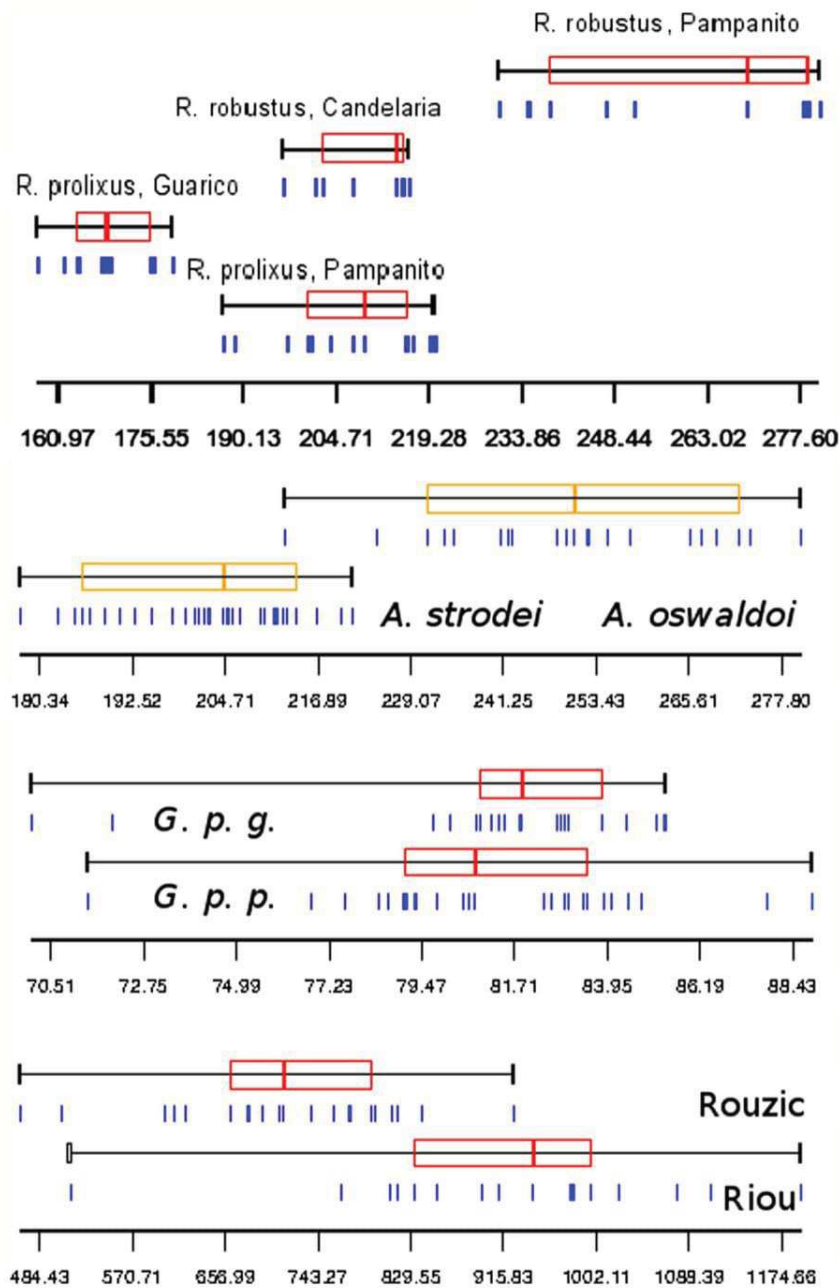 R. robustus, Pampanito
R. robustus, Candelaria
R. prolixus, Guarico
R. prolixus, Pampanito
160.97 175.55 190.13 204.71 219.28 233.86 248.44 263.02 277.60
A. strodei A. oswaldoi
180.34 192.52 204.71 216.89 229.07 241.25 253.43 265.61 277.80
G. p. g.
G. p. p.
70.51 72.75 74.99 77.23 79.47 81.71 83.95 86.19 88.43
Rouzic
Riou
484.43 570.71 656.99 743.27 829.55 915.83 1002.11 1088.39 1174.66